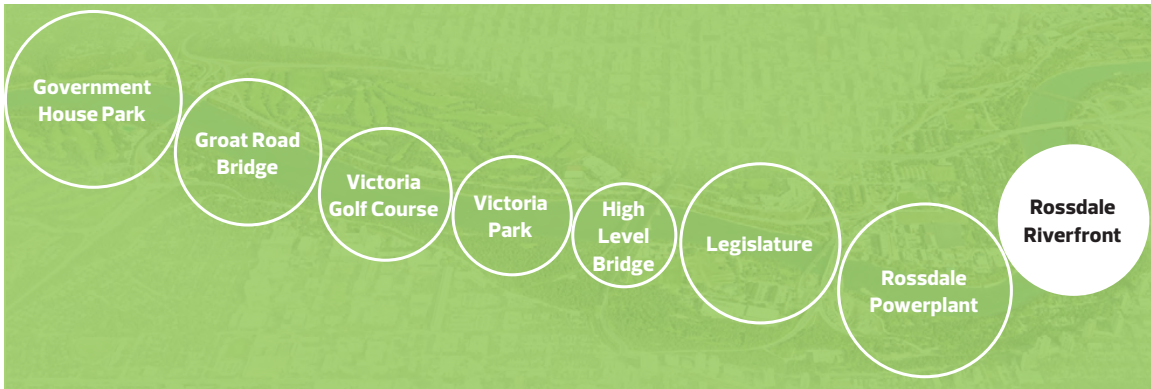 Government
House Park
Groat Road
Bridge
Victoria
Golf Course
Victoria
Park
High
Level
Bridge
Legislature
Rossdale
Powerplant
Rossdale
Riverfront